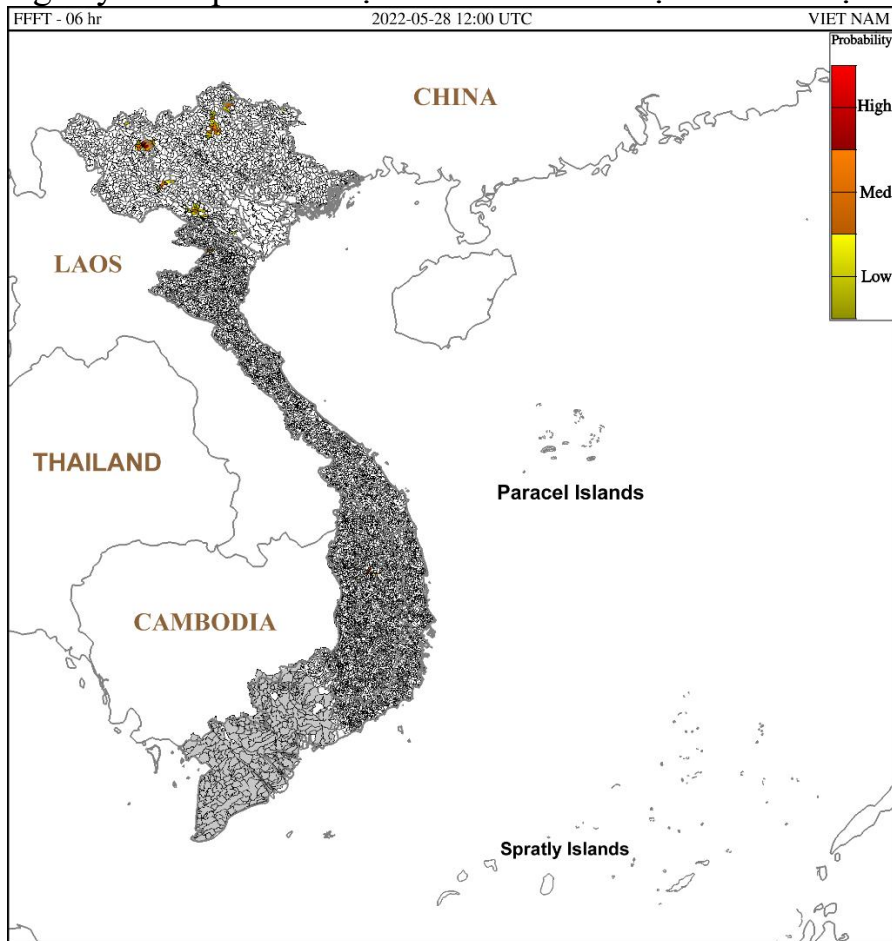 FFFT - 06 hr 2022-05-28 12:00 UTC VIET NAM
Probability
CHINA
High
Med
LAOS
Low
THAILAND
Paracel Islands
CAMBODIA
Spratly Islands